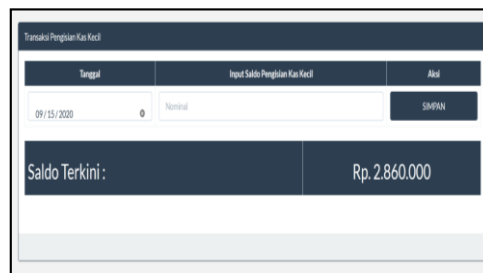 Transaksi Pengisian Kas Kecil
Tanggal Input Saldo Pengisian Kas Kecil Aksi
09/15/2020 Nominal SIMPAN
Saldo Terkini : Rp. 2.860.000